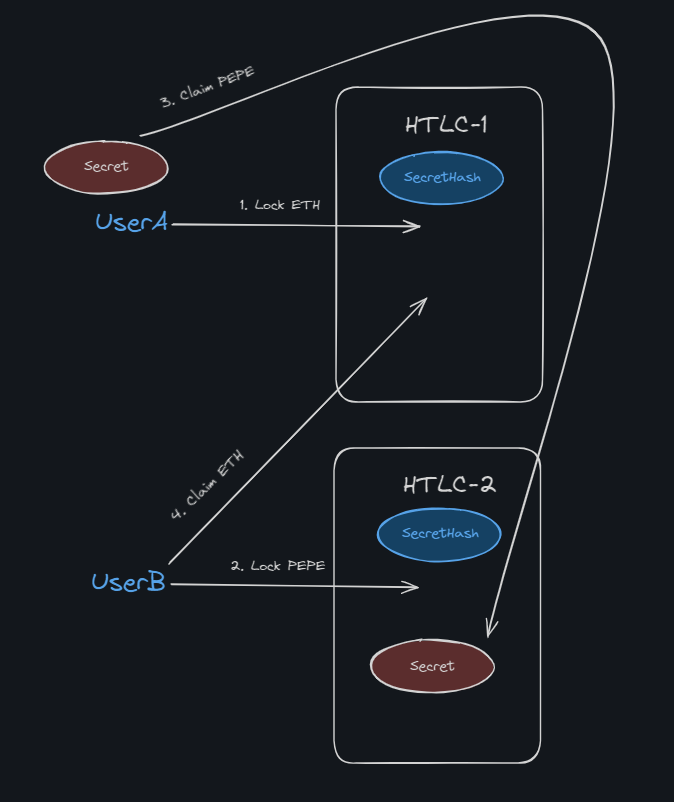 3. Claim PEPE
HTLC-1
Secret
SecretHash
1. Lock ETH
UserA
4. Claim ETH
HTLC-2
SecretHash
2. Lock PEPE
UserB
Secret